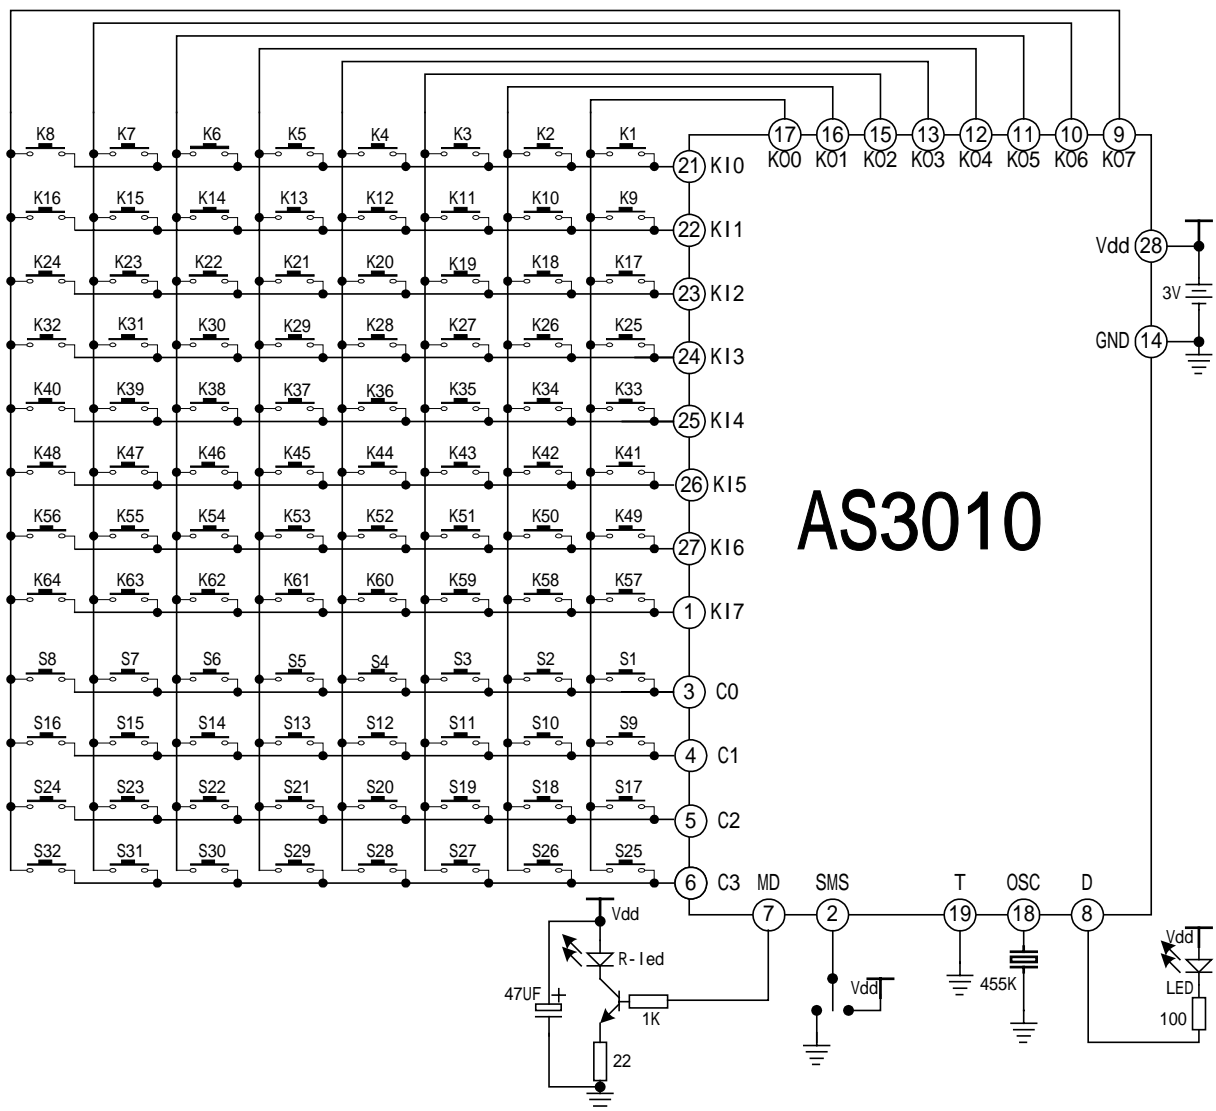 K8 K7 K6 K5 K4 K3 K2 K1
17 16 15 13 12 11 10 9
KO0 KO1 KO2 KO3 KO4 KO5 KO6 KO7
21 KI0
K16 K15 K14 K13 K12 K11 K10 K9
22 KI1
Vdd 28
K24 K23 K22 K21 K20 K19 K18 K17
23 KI2
3V
K32 K31 K30 K29 K28 K27 K26 K25
GND 14
24 KI3
K40 K39 K38 K37 K36 K35 K34 K33
25 KI4
K48 K47 K46 K45 K44 K43 K42 K41
26 KI5
AS3010
K56 K55 K54 K53 K52 K51 K50 K49
27 KI6
K64 K63 K62 K61 K60 K59 K58 K57
1 KI7
S8 S7 S6 S5 S4 S3 S2 S1
3 C0
S16 S15 S14 S13 S12 S11 S10 S9
4 C1
S24 S23 S22 S21 S20 S19 S18 S17
5 C2
S32 S31 S30 S29 S28 S27 S26 S25
6 C3
MD SMS T OSC D
7 2 19 18 8
Vdd
Vdd
R-led
47UF +
1K
Vdd
455K
LED
100
22